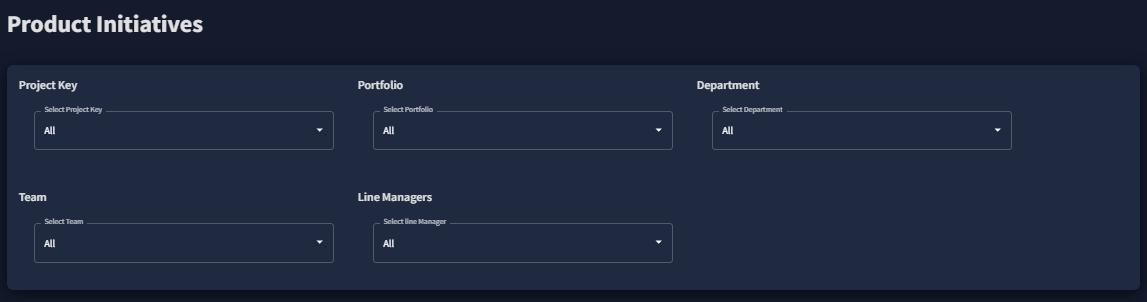 Product Initiatives
Project Key
Portfolio
Department
Select Project Key
Select Portfolio
Select Department
All
All
All
Team
Line Managers
Select Team
Select line Manager
All
All